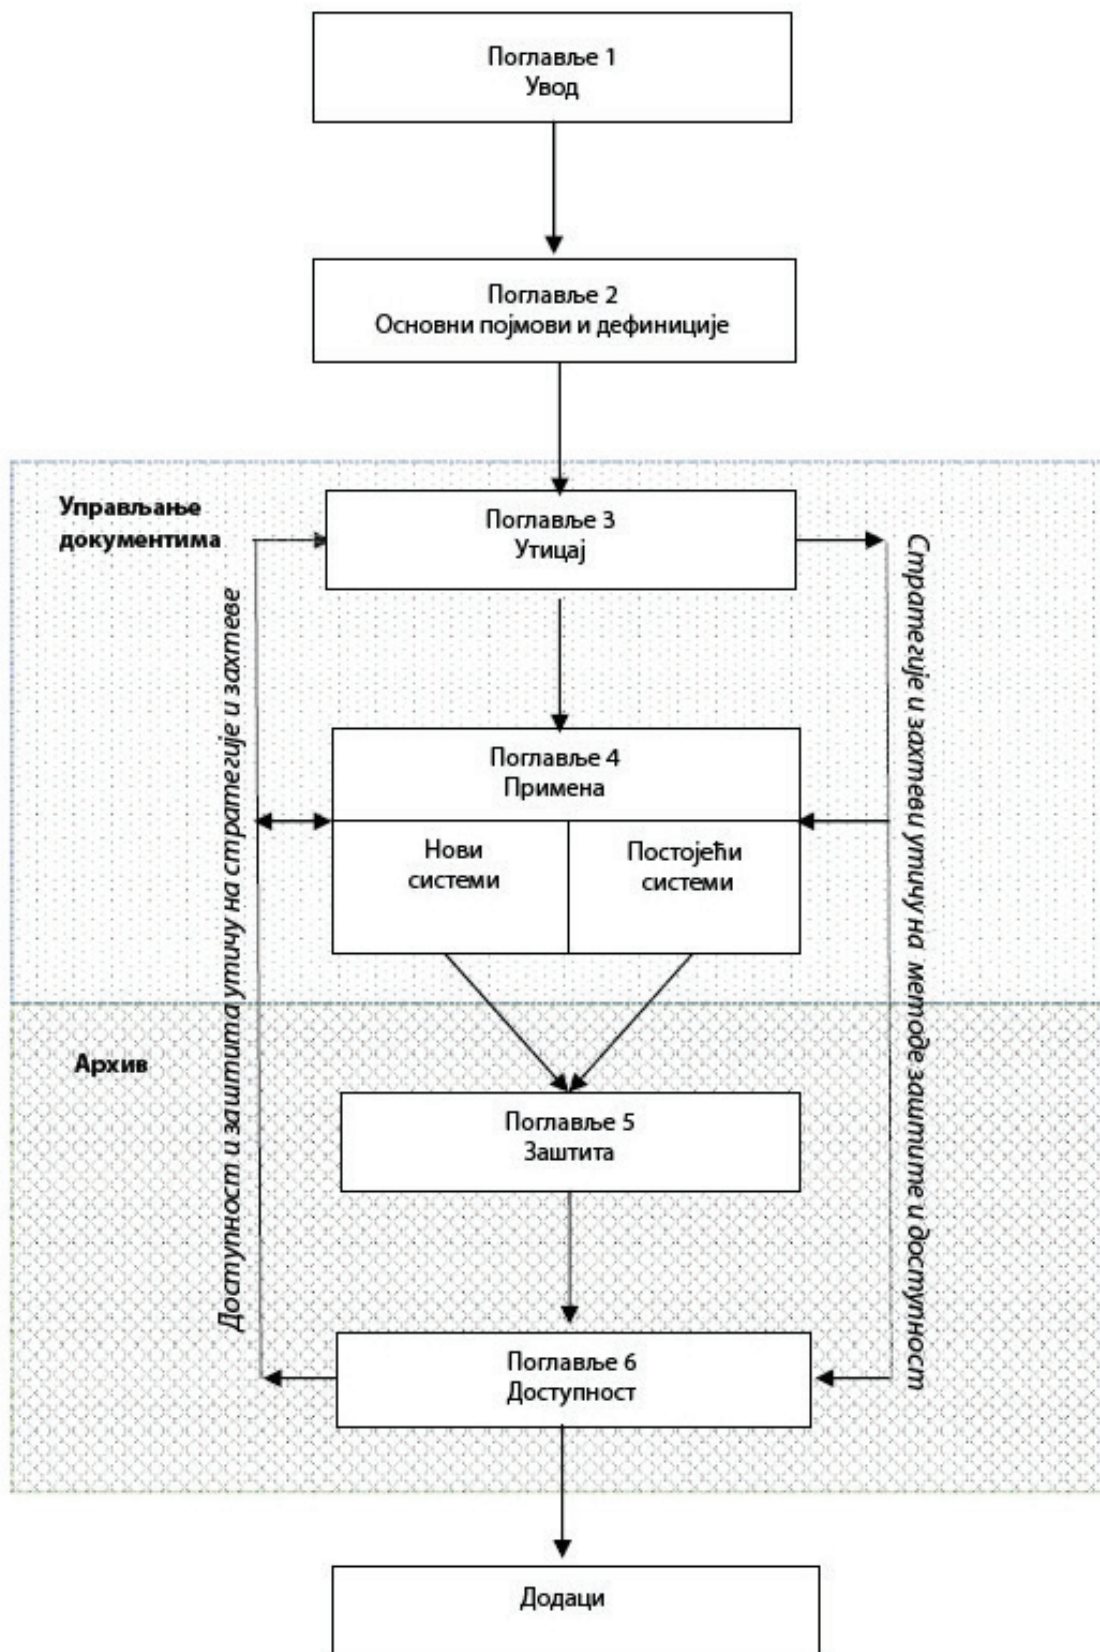 Поглавље 1
Увод
Поглавље 2
Основни појмови и дефиниције
Управљање
документима
Поглавље 3
Утицај
Доступност и заштита утичу на стратегије и захтеве
Стратегије и захтеви утичу на методе заштите и доступност
Поглавље 4
Примена
Нови
системи
Постојећи
системи
Архив
Поглавље 5
Заштита
Поглавље 6
Доступност
Додаци